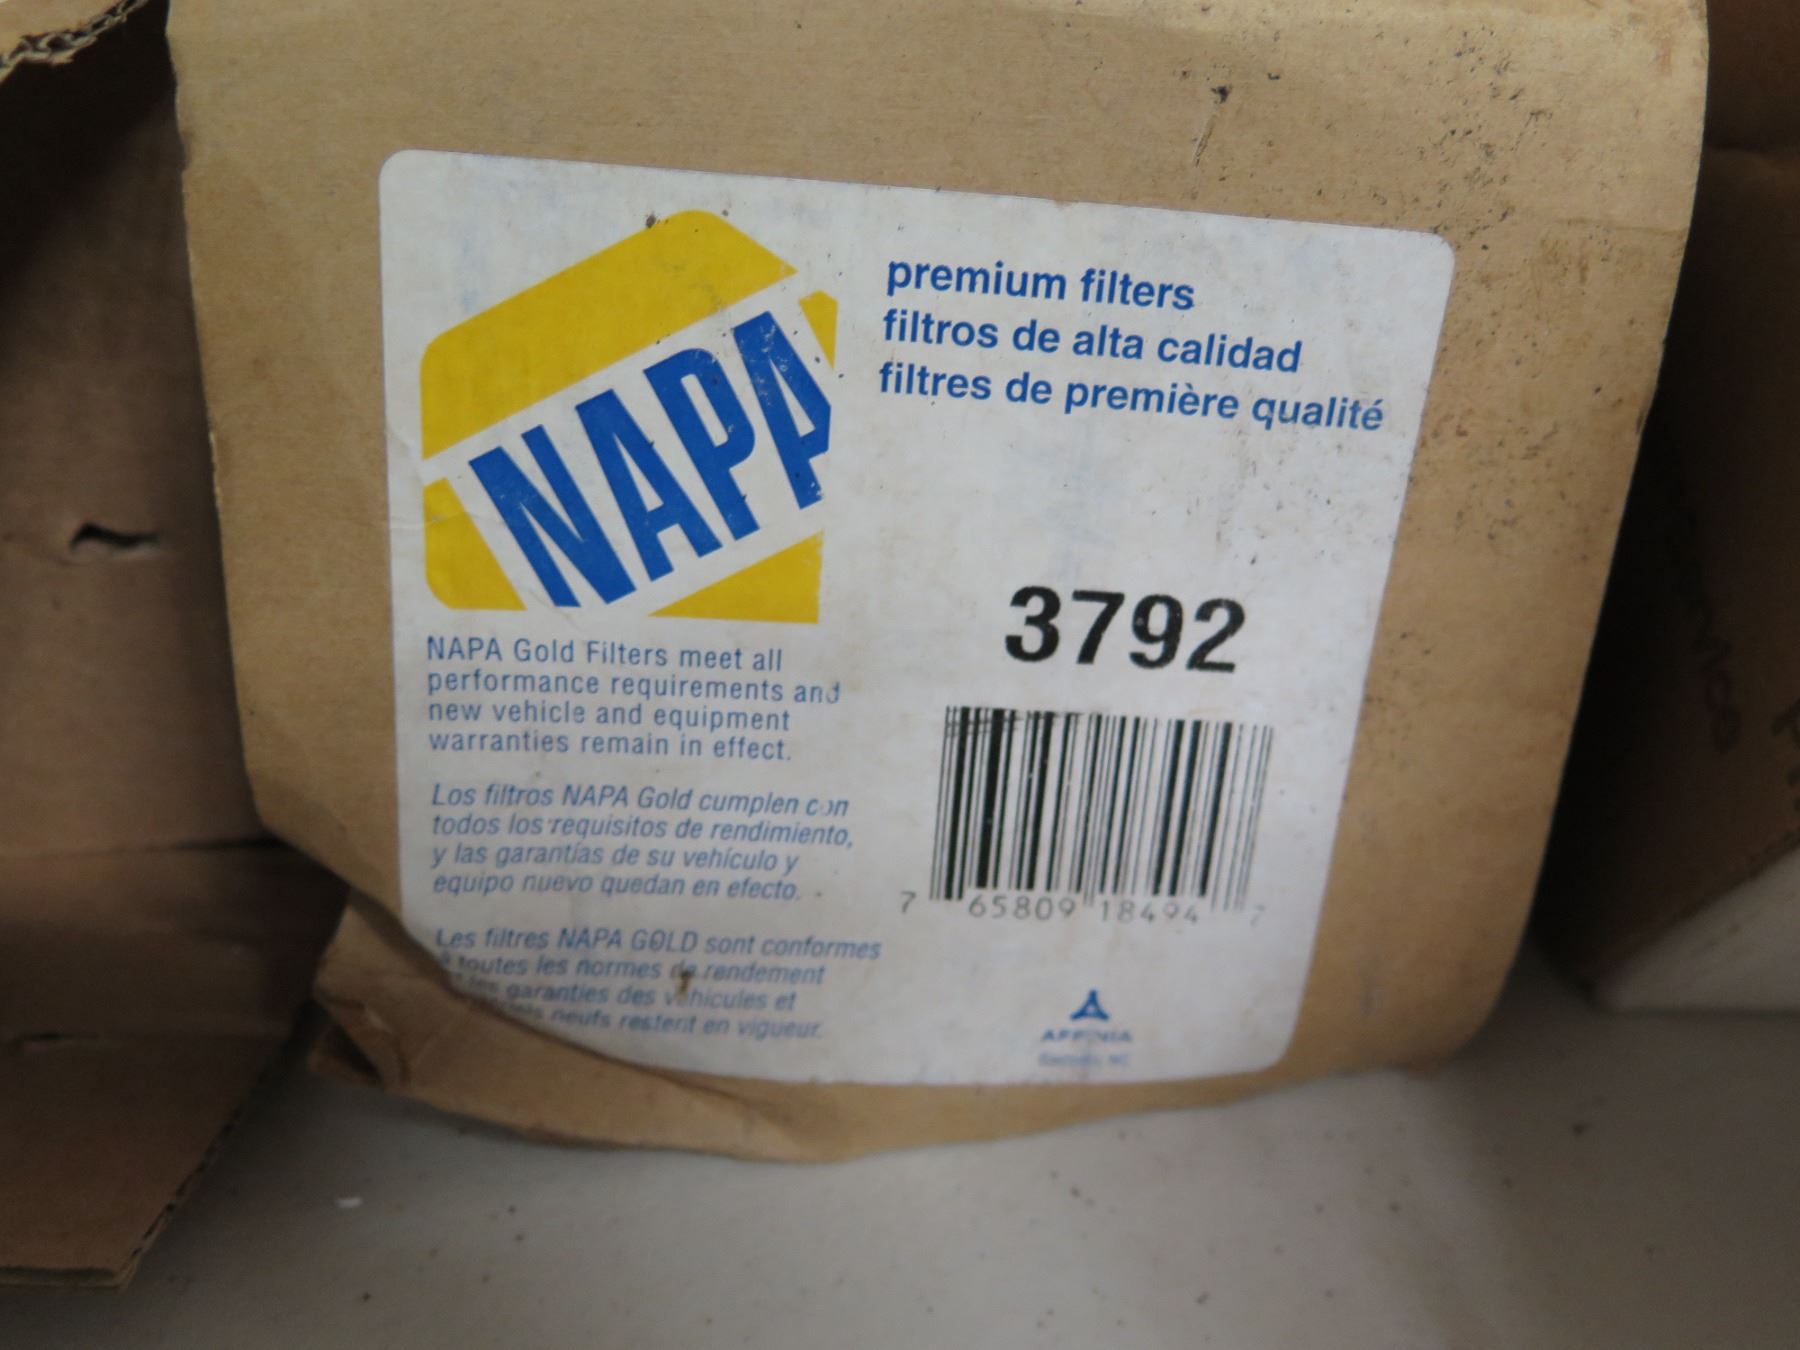 NAPA
premium filters
filtros de alta calidad
filtres de première qualité
3792
NAPA Gold Filters meet all
performance requirements and
new vehicle and equipment
warranties remain in effect.
Los filtros NAPA Gold cumplen con
todos los requisitos de rendimiento,
y las garantías de su vehículo y
equipo nuevo quedan en efecto.
Les filtres NAPA GOLD sont conformes
à toutes les normes de rendement
garanties des véhicules et
neufs restent en vigueur.
7 65809 18494 7
AFFINIA